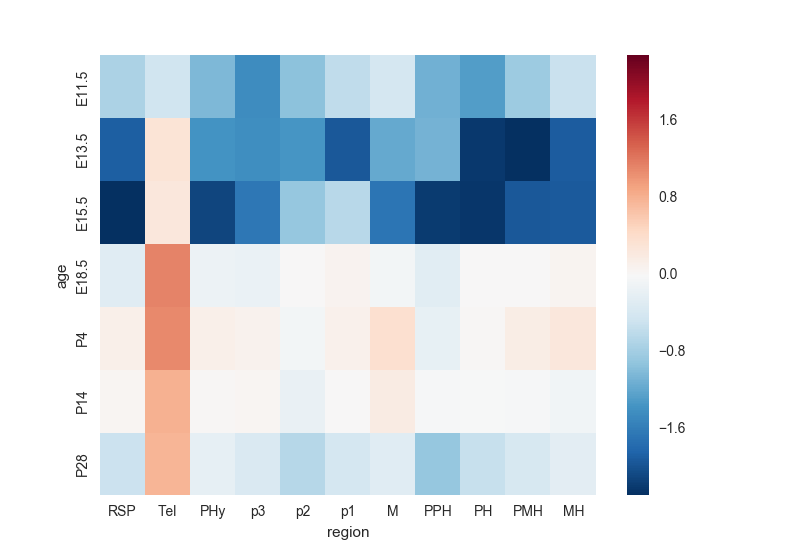 E11.5
E13.5
E15.5
E18.5
P4
P14
P28
age
RSP Tel PHy p3 p2 p1 M PPH PH PMH MH
region
1.6
0.8
0.0
−0.8
−1.6